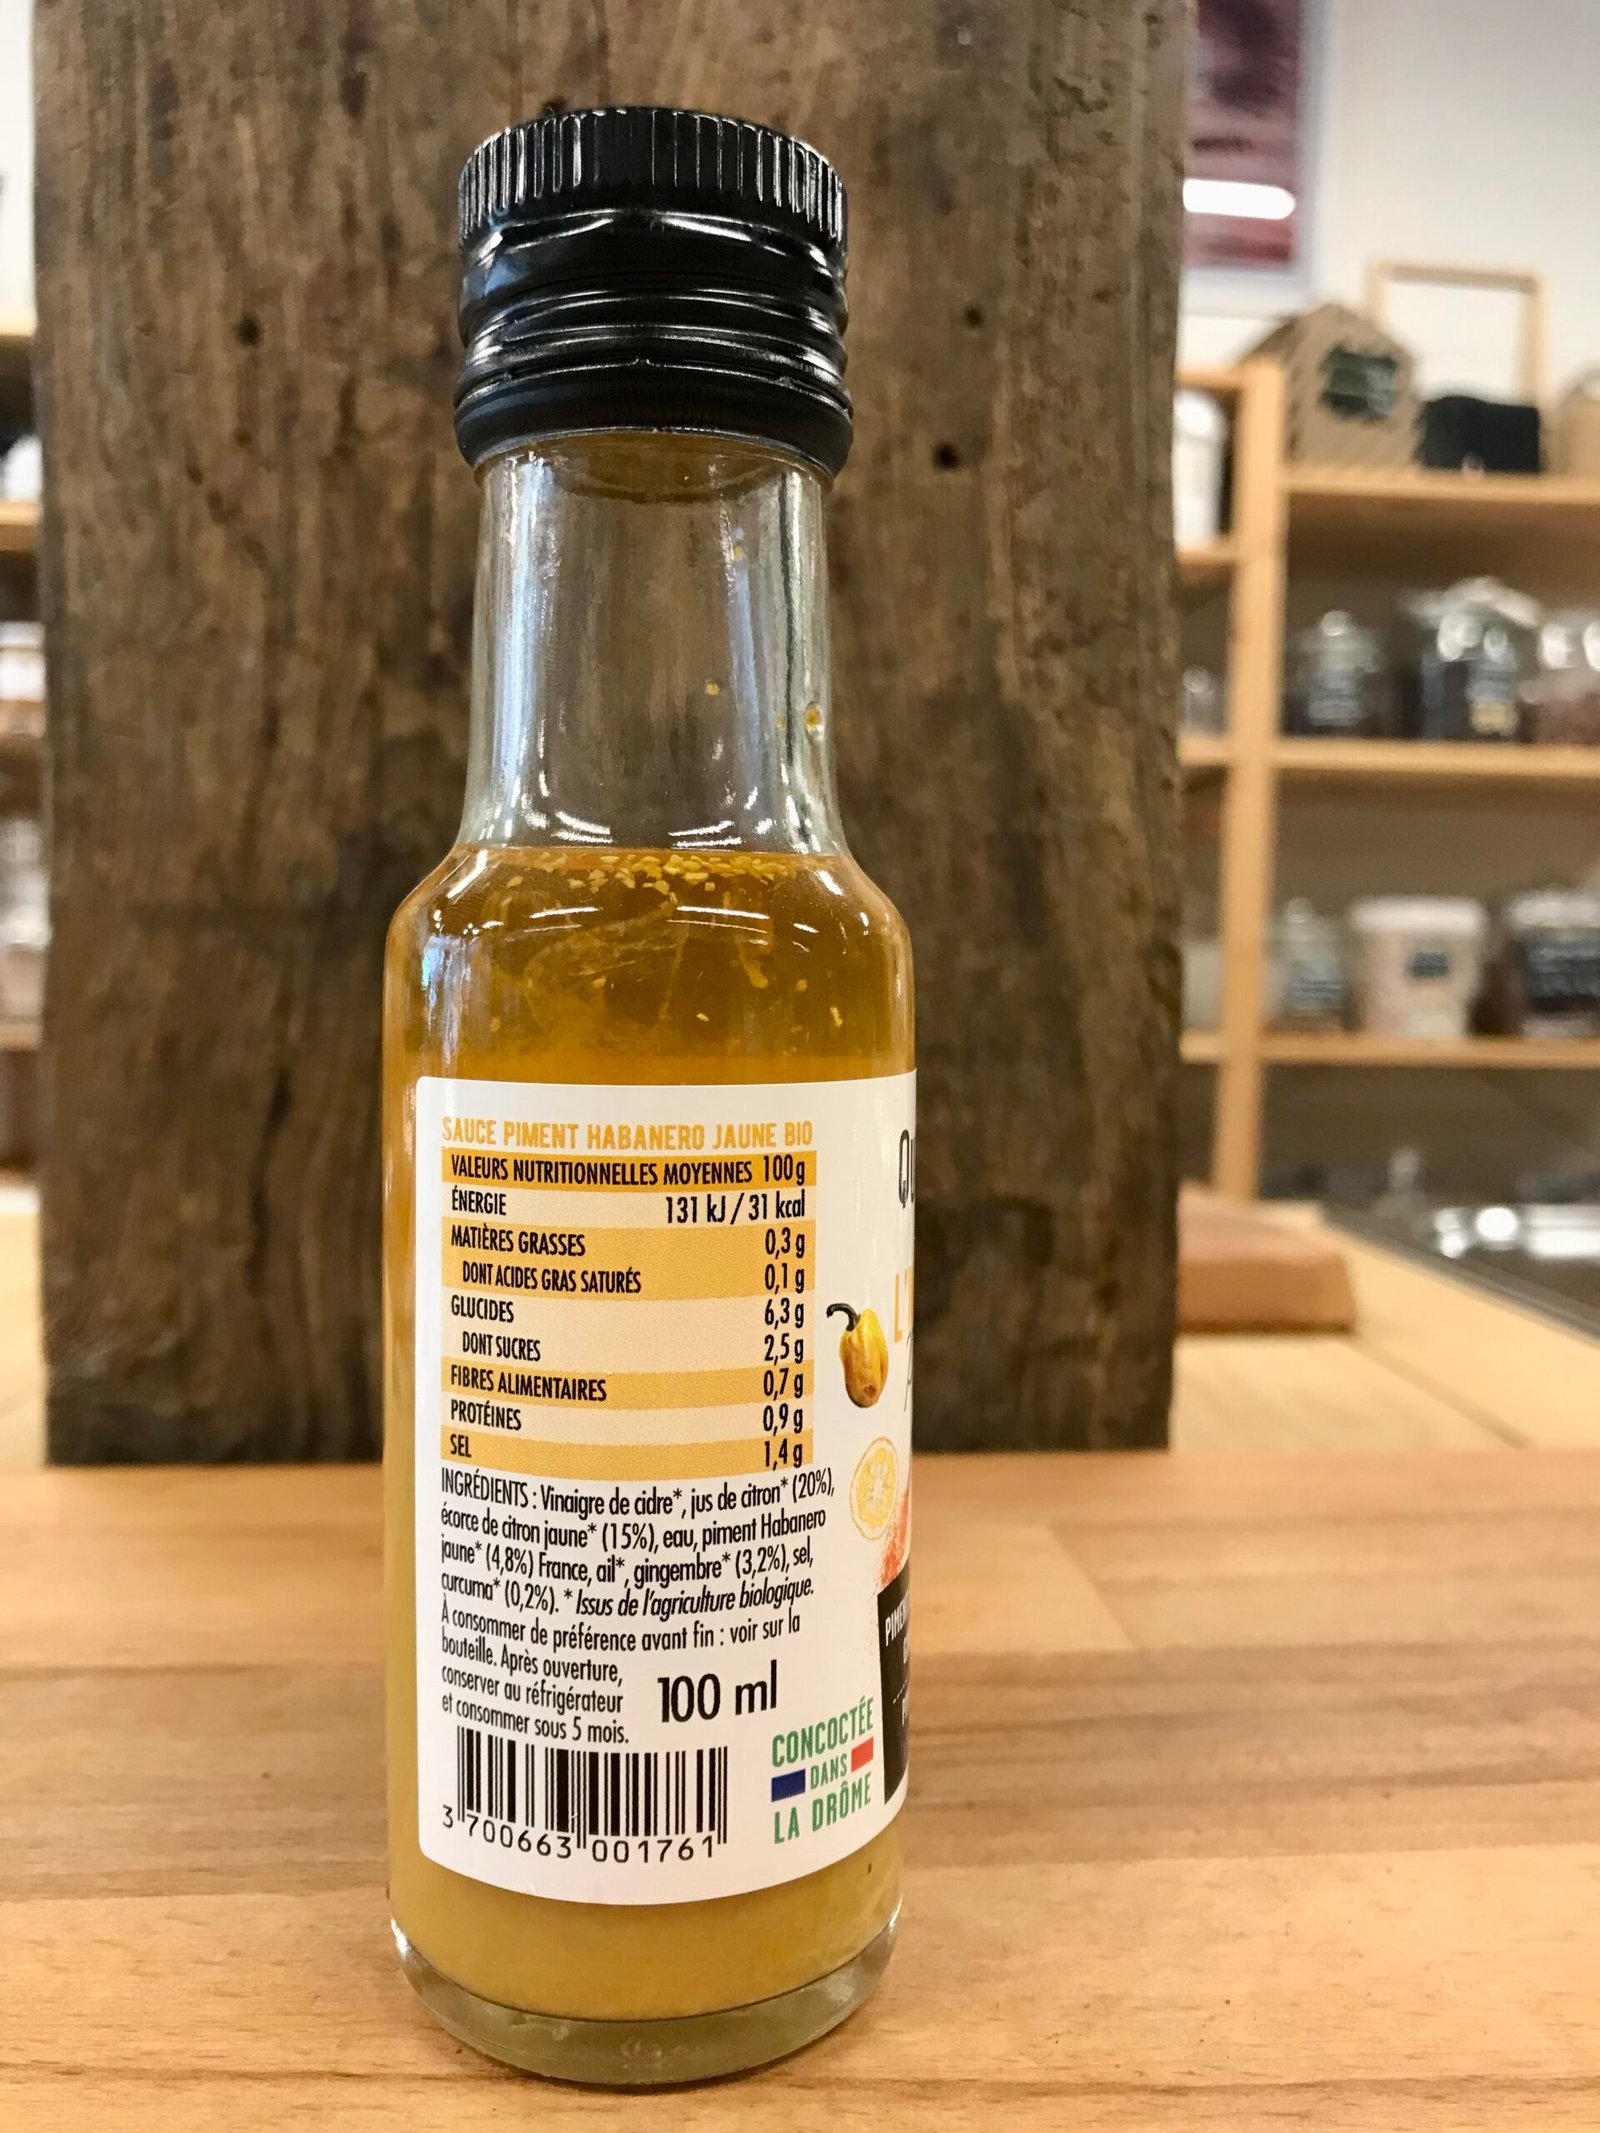 SAUCE PIMENT HABANERO JAUNE BIO
VALEURS NUTRITIONNELLES MOYENNES 100g
ÉNERGIE 131 kJ / 31 kcal
MATIÈRES GRASSES 0,3 g
DONT ACIDES GRAS SATURÉS 0,1 g
GLUCIDES 6,3 g
DONT SUCRES 2,5 g
FIBRES ALIMENTAIRES 0,7 g
PROTÉINES 0,9 g
SEL 1,4 g
INGRÉDIENTS : Vinaigre de cidre*, jus de citron* (20%),
écorce de citron jaune* (15%), eau, piment Habanero
jaune* (4,8%) France, ail*, gingembre* (3,2%), sel,
curcuma* (0,2%). * Issus de l'agriculture biologique.
À consommer de préférence avant fin : voir sur la
bouteille. Après ouverture,
conserver au réfrigérateur
et consommer sous 5 mois.
100 ml
CONCOCTÉE
DANS
LA DRÔME
3 700663 001761